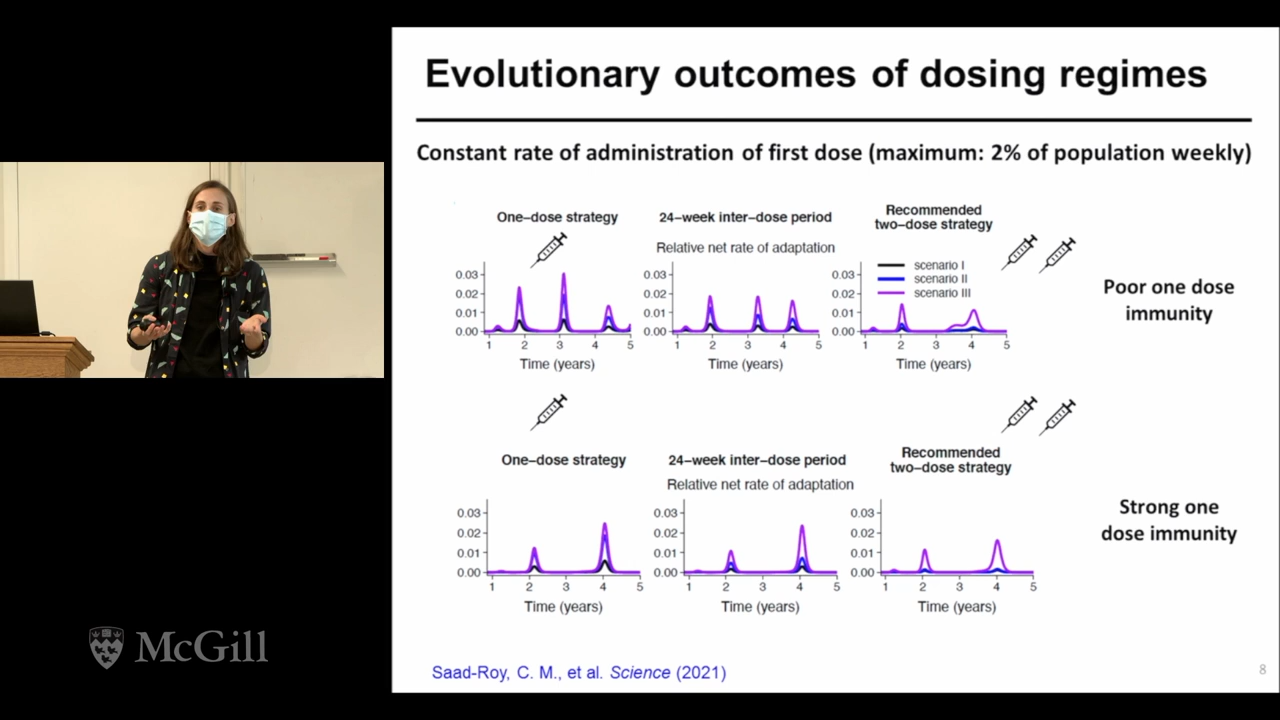 Evolutionary outcomes of dosing regimes
Constant rate of administration of first dose (maximum: 2% of population weekly)
One–dose strategy
24–week inter–dose period
Recommended
two–dose strategy
Relative net rate of adaptation
0.03
0.02
0.01
0.00
1 2 3 4 5
Time (years)
0.03
0.02
0.01
0.00
1 2 3 4 5
Time (years)
0.03
0.02
0.01
0.00
scenario I
scenario II
scenario III
1 2 3 4 5
Time (years)
Poor one dose
immunity
One–dose strategy
24–week inter–dose period
Recommended
two–dose strategy
Relative net rate of adaptation
0.03
0.02
0.01
0.00
1 2 3 4 5
Time (years)
0.03
0.02
0.01
0.00
1 2 3 4 5
Time (years)
0.03
0.02
0.01
0.00
1 2 3 4 5
Time (years)
Strong one
dose immunity
McGill
Saad-Roy, C. M., et al. Science (2021)
8